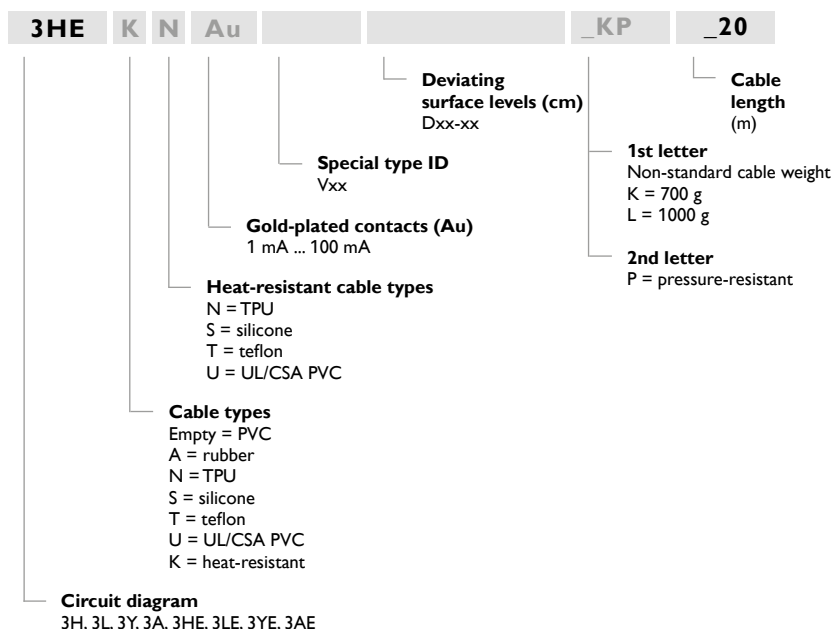 3HE K N Au _KP _20
Deviating
surface levels (cm)
Dxx-xx
Cable
length
(m)
Special type ID
Vxx
1st letter
Non-standard cable weight
K = 700 g
L = 1000 g
Gold-plated contacts (Au)
1 mA ... 100 mA
2nd letter
P = pressure-resistant
Heat-resistant cable types
N = TPU
S = silicone
T = teflon
U = UL/CSA PVC
Cable types
Empty = PVC
A = rubber
N = TPU
S = silicone
T = teflon
U = UL/CSA PVC
K = heat-resistant
Circuit diagram
3H, 3L, 3Y, 3A, 3HE, 3LE, 3YE, 3AE